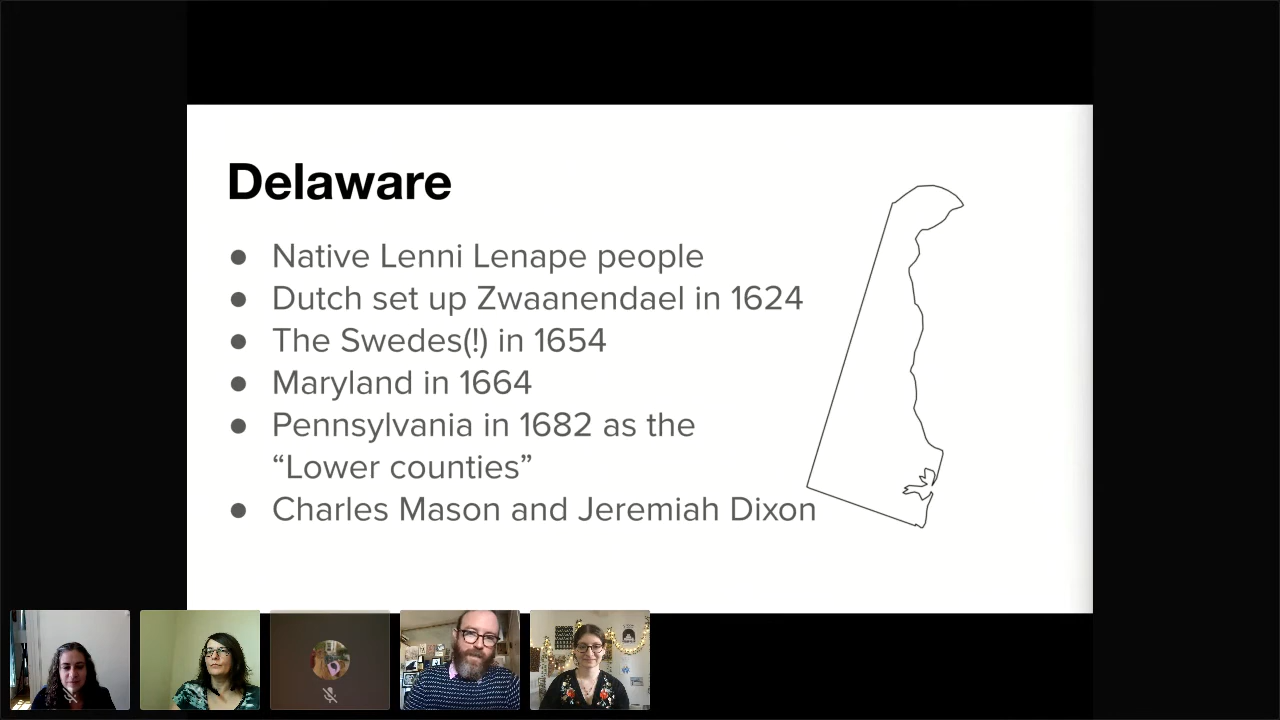 Delaware
● Native Lenni Lenape people
● Dutch set up Zwaanendael in 1624
● The Swedes(!) in 1654
● Maryland in 1664
● Pennsylvania in 1682 as the
“Lower counties”
● Charles Mason and Jeremiah Dixon